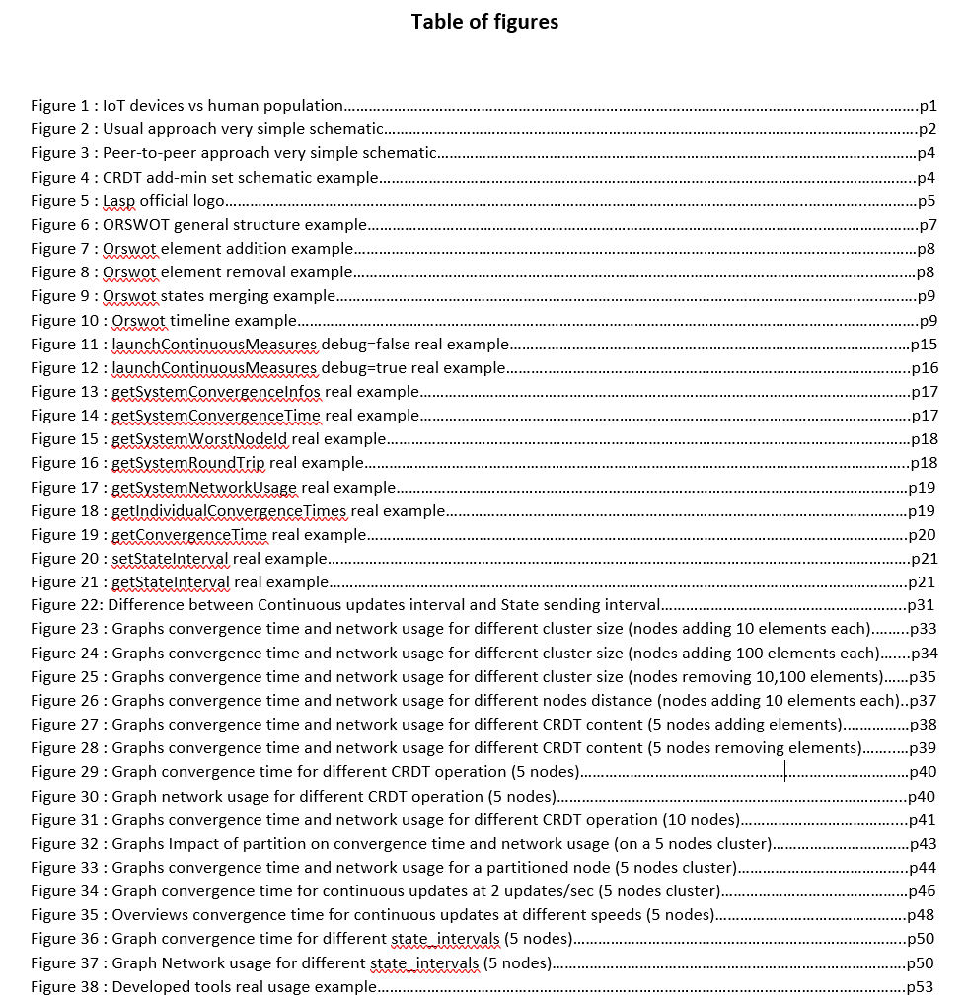 Table of figures
Figure 1 : IoT devices vs human population……………………………………………………………………………………………p1
Figure 2 : Usual approach very simple schematic……………………………………………………………………………………p2
Figure 3 : Peer-to-peer approach very simple schematic…………………………………………………………………………p4
Figure 4 : CRDT add-min set schematic example……………………………………………………………………………………p4
Figure 5 : Lasp official logo………………………………………………………………………………………………………………p5
Figure 6 : ORSWOT general structure example………………………………………………………………………………………p7
Figure 7 : Orswot element addition example…………………………………………………………………………………………p8
Figure 8 : Orswot element removal example…………………………………………………………………………………………p8
Figure 9 : Orswot states merging example……………………………………………………………………………………………p9
Figure 10 : Orswot timeline example……………………………………………………………………………………………………p9
Figure 11 : launchContinuousMeasures debug=false real example……………………………………………………………p15
Figure 12 : launchContinuousMeasures debug=true real example……………………………………………………………p16
Figure 13 : getSystemConvergenceInfos real example……………………………………………………………………………p17
Figure 14 : getSystemConvergenceTime real example……………………………………………………………………………p17
Figure 15 : getSystemWorstNodeId real example……………………………………………………………………………………p18
Figure 16 : getSystemRoundTrip real example………………………………………………………………………………………p18
Figure 17 : getSystemNetworkUsage real example…………………………………………………………………………………p19
Figure 18 : getIndividualConvergenceTimes real example………………………………………………………………………p19
Figure 19 : getConvergenceTime real example………………………………………………………………………………………p20
Figure 20 : setStateInterval real example………………………………………………………………………………………………p21
Figure 21 : getStateInterval real example………………………………………………………………………………………………p21
Figure 22: Difference between Continuous updates interval and State sending interval…………………………………p31
Figure 23 : Graphs convergence time and network usage for different cluster size (nodes adding 10 elements each)………p33
Figure 24 : Graphs convergence time and network usage for different cluster size (nodes adding 100 elements each)…….p34
Figure 25 : Graphs convergence time and network usage for different cluster size (nodes removing 10,100 elements)……p35
Figure 26 : Graphs convergence time and network usage for different nodes distance (nodes adding 10 elements each)..p37
Figure 27 : Graphs convergence time and network usage for different CRDT content (5 nodes adding elements)……………p38
Figure 28 : Graphs convergence time and network usage for different CRDT content (5 nodes removing elements)……….p39
Figure 29 : Graph convergence time for different CRDT operation (5 nodes)………………………………………………p40
Figure 30 : Graph network usage for different CRDT operation (5 nodes)……………………………………………………p40
Figure 31 : Graphs convergence time and network usage for different CRDT operation (10 nodes)……………………p41
Figure 32 : Graphs Impact of partition on convergence time and network usage (on a 5 nodes cluster)………………p43
Figure 33 : Graphs convergence time and network usage for a partitioned node (5 nodes cluster)……………………p44
Figure 34 : Graph convergence time for continuous updates at 2 updates/sec (5 nodes cluster)………………………p46
Figure 35 : Overviews convergence time for continuous updates at different speeds (5 nodes)………………………p48
Figure 36 : Graph convergence time for different state_intervals (5 nodes)…………………………………………………p50
Figure 37 : Graph Network usage for different state_intervals (5 nodes)……………………………………………………p50
Figure 38 : Developed tools real usage example……………………………………………………………………………………p53